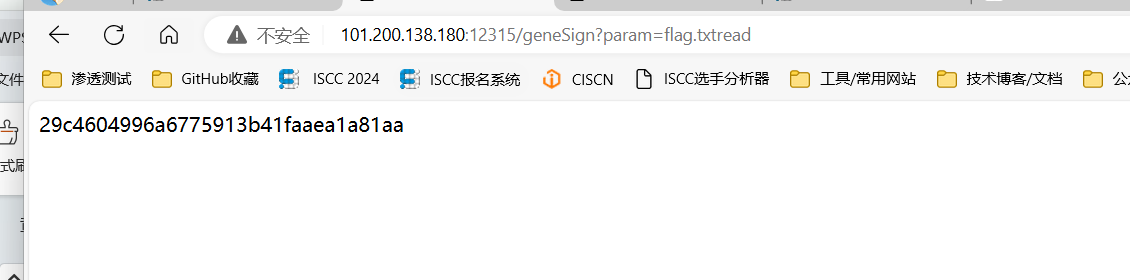 WPS
不安全 101.200.138.180:12315/geneSign?param=flag.txtread
文件
渗透测试 GitHub收藏 ISCC 2024 ISCC报名系统 CISCN ISCC选手分析器 工具/常用网站 技术博客/文档
29c4604996a6775913b41faaea1a81aa
式刷